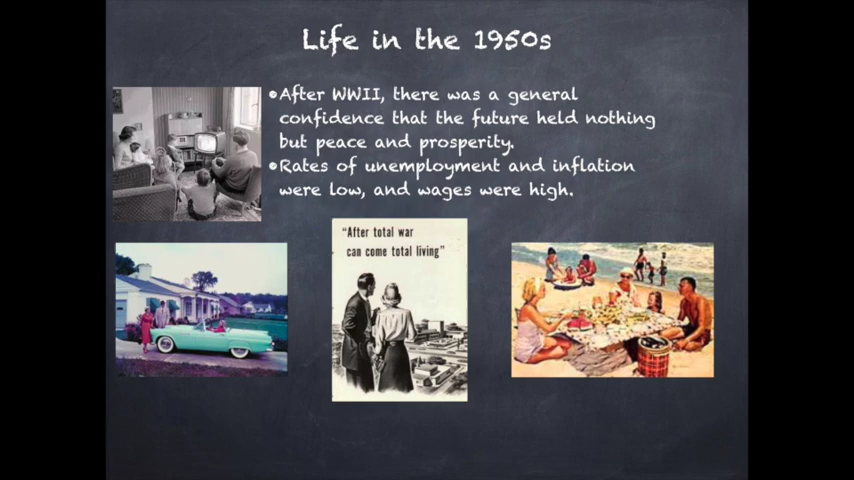 Life in the 1950s
•After WWII, there was a general
confidence that the future held nothing
but peace and prosperity.
•Rates of unemployment and inflation
were low, and wages were high.
"After total war
can come total living"